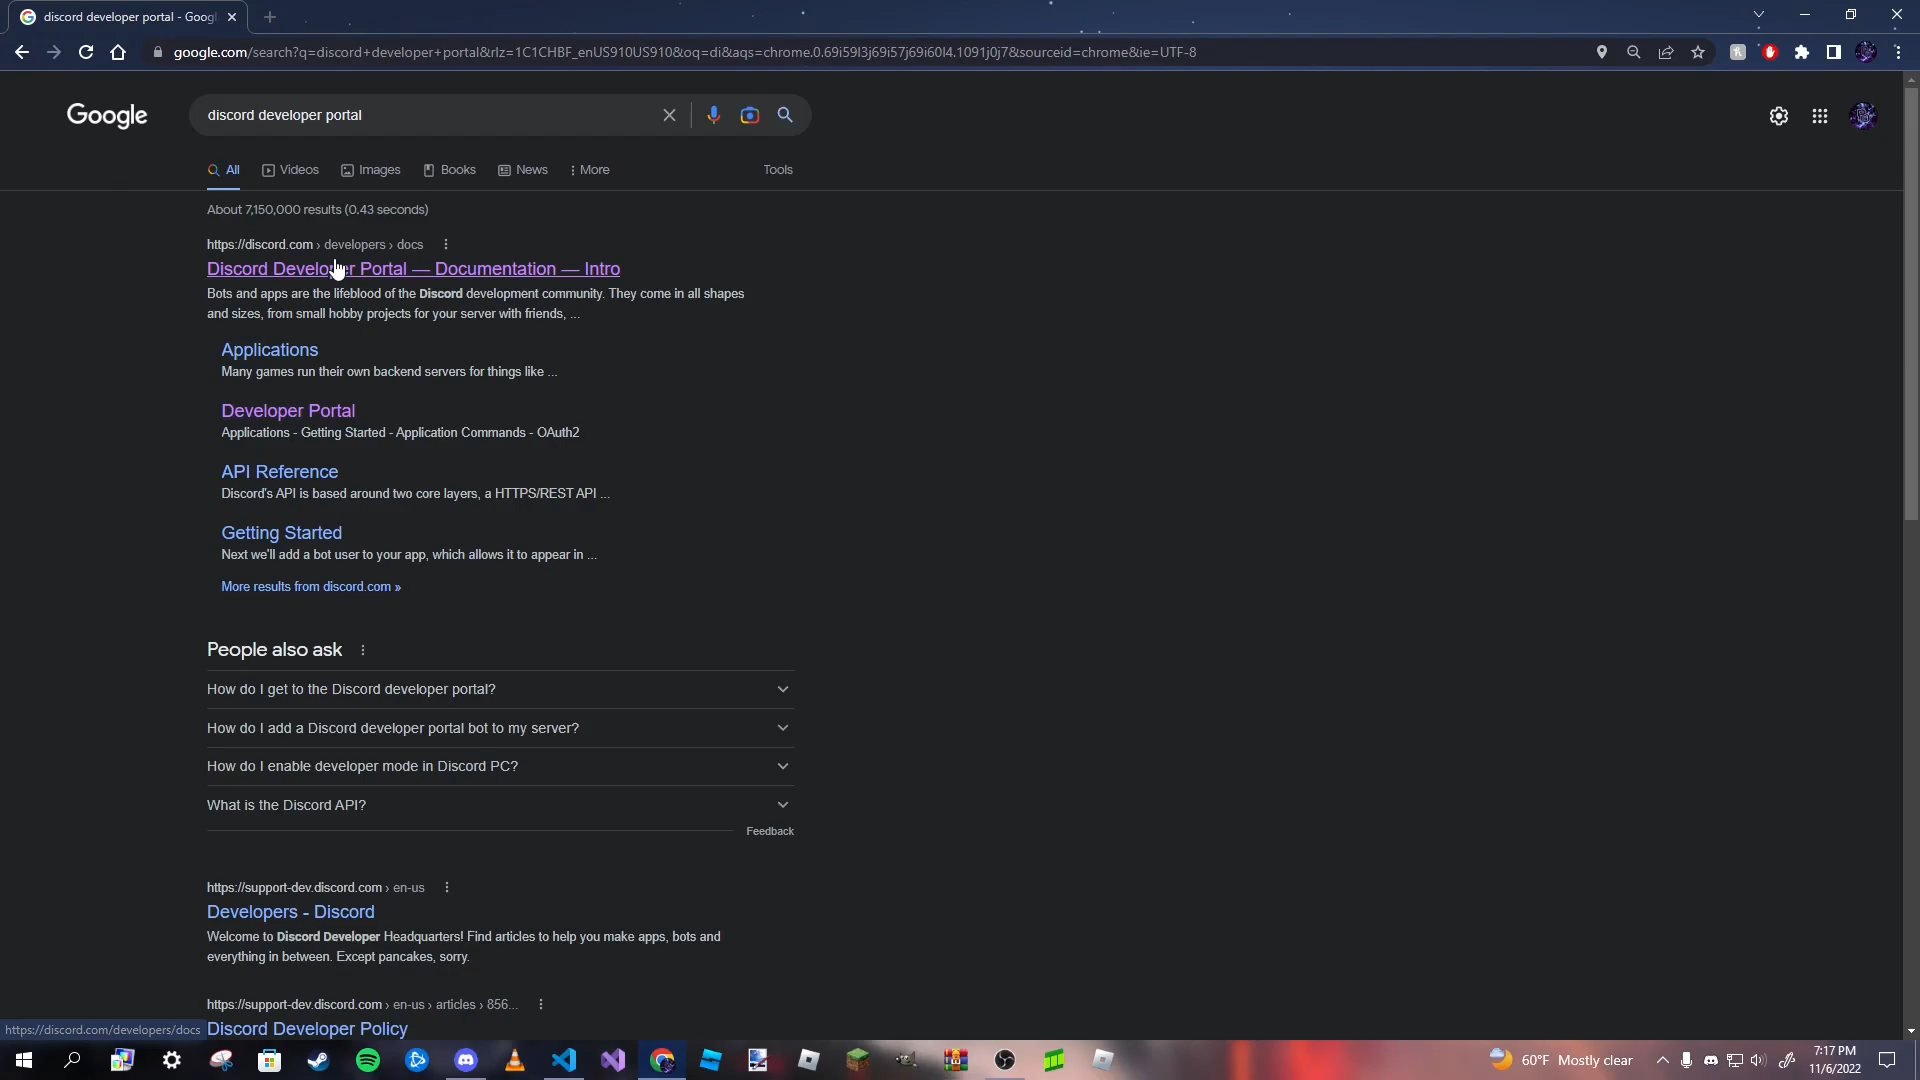 discord developer portal - Goog
google.com/search?q=discord+developer+portal&rlz=1C1CHBF_enUS910US910&oq=di&aqs=chrome.0.69i59l3j69i57j69i60l4.1091j0j7&sourceid=chrome&ie=UTF-8
Google
discord developer portal
All
Videos
Images
Books
News
More
Tools
About 7,150,000 results (0.43 seconds)
https://discord.com › developers › docs
Discord Developer Portal — Documentation — Intro
Bots and apps are the lifeblood of the Discord development community. They come in all shapes
and sizes, from small hobby projects for your server with friends, ...
Applications
Many games run their own backend servers for things like ...
Developer Portal
Applications - Getting Started - Application Commands - OAuth2
API Reference
Discord's API is based around two core layers, a HTTPS/REST API ...
Getting Started
Next we'll add a bot user to your app, which allows it to appear in ...
More results from discord.com »
People also ask
How do I get to the Discord developer portal?
How do I add a Discord developer portal bot to my server?
How do I enable developer mode in Discord PC?
What is the Discord API?
Feedback
https://support-dev.discord.com › en-us
Developers - Discord
Welcome to Discord Developer Headquarters! Find articles to help you make apps, bots and
everything in between. Except pancakes, sorry.
https://support-dev.discord.com › en-us › articles › 856...
Discord Developer Policy
https://discord.com/developers/docs
60°F Mostly clear
7:17 PM
11/6/2022